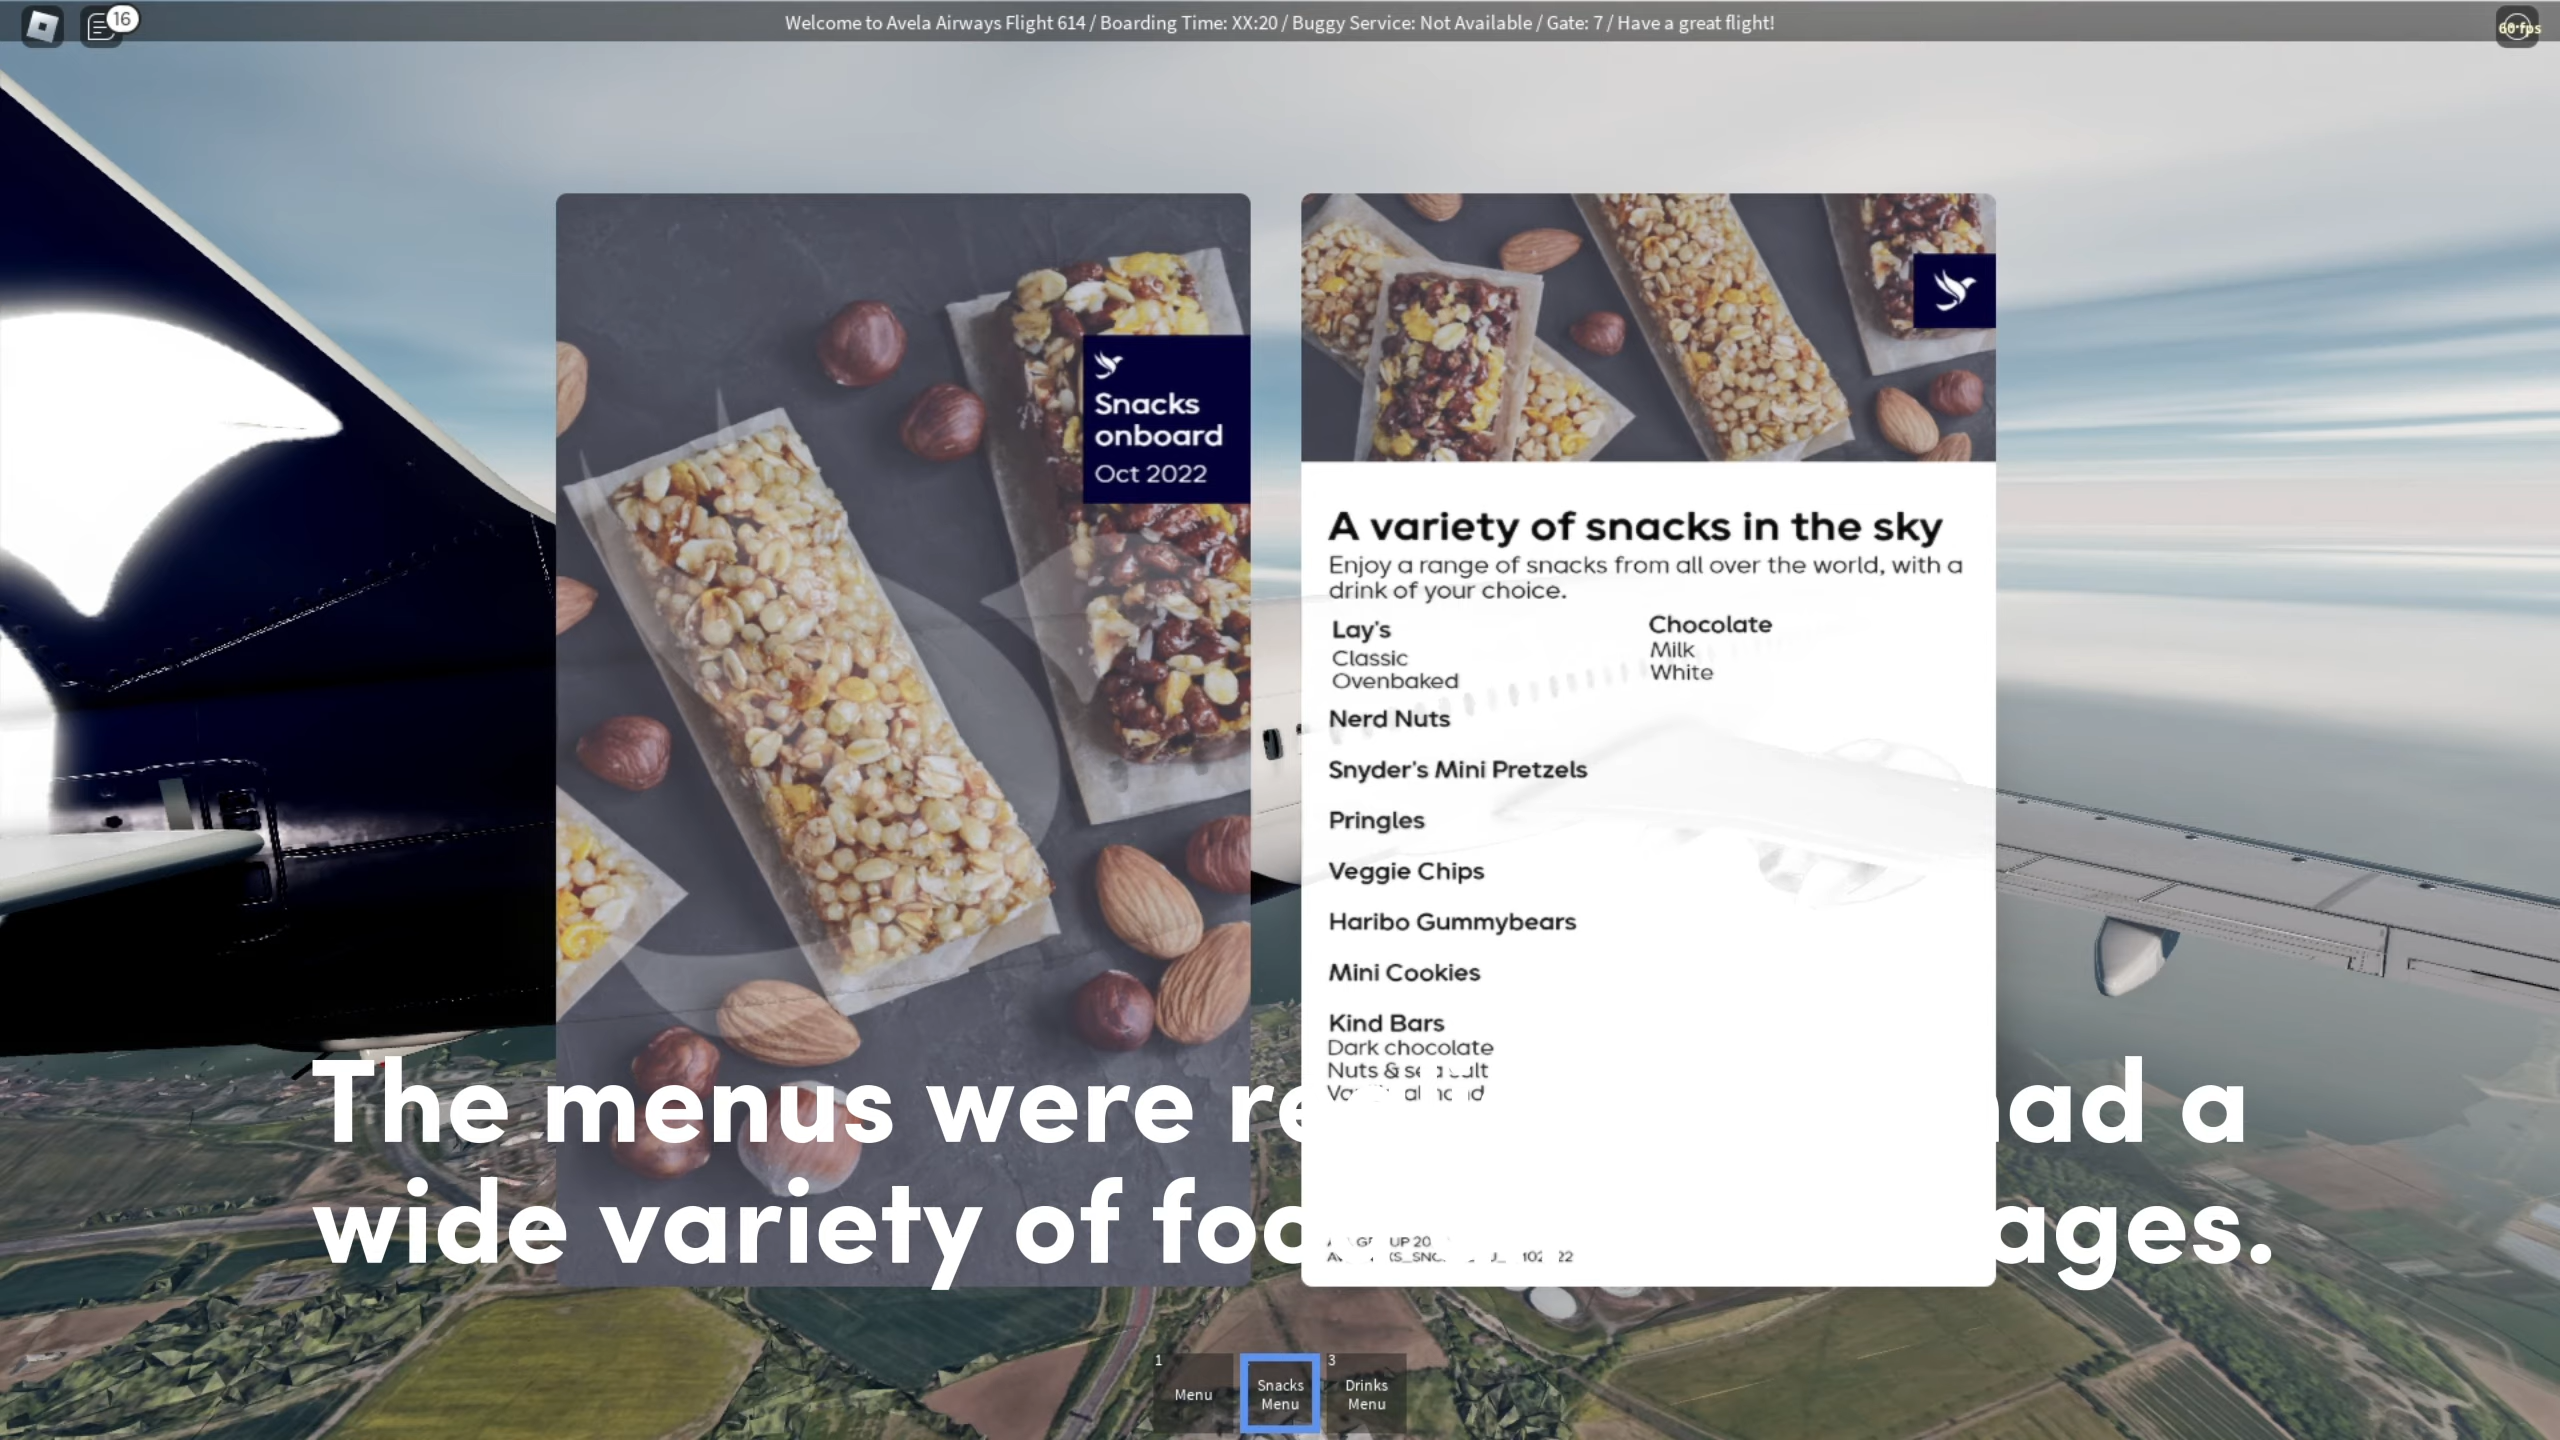 16
Welcome to Avela Airways Flight 614 / Boarding Time: XX:20 / Buggy Service: Not Available / Gate: 7 / Have a great flight!
60 fps
Snacks
onboard
Oct 2022
A variety of snacks in the sky
Enjoy a range of snacks from all over the world, with a
drink of your choice.
Lay's
Classic
Ovenbaked
Nerd Nuts
Snyder's Mini Pretzels
Pringles
Veggie Chips
Haribo Gummybears
Mini Cookies
Kind Bars
Dark chocolate
Nuts & sea salt
almond
Chocolate
Milk
White
The menus were had a
wide variety of
1
Menu
Snacks
Menu
3
Drinks
Menu